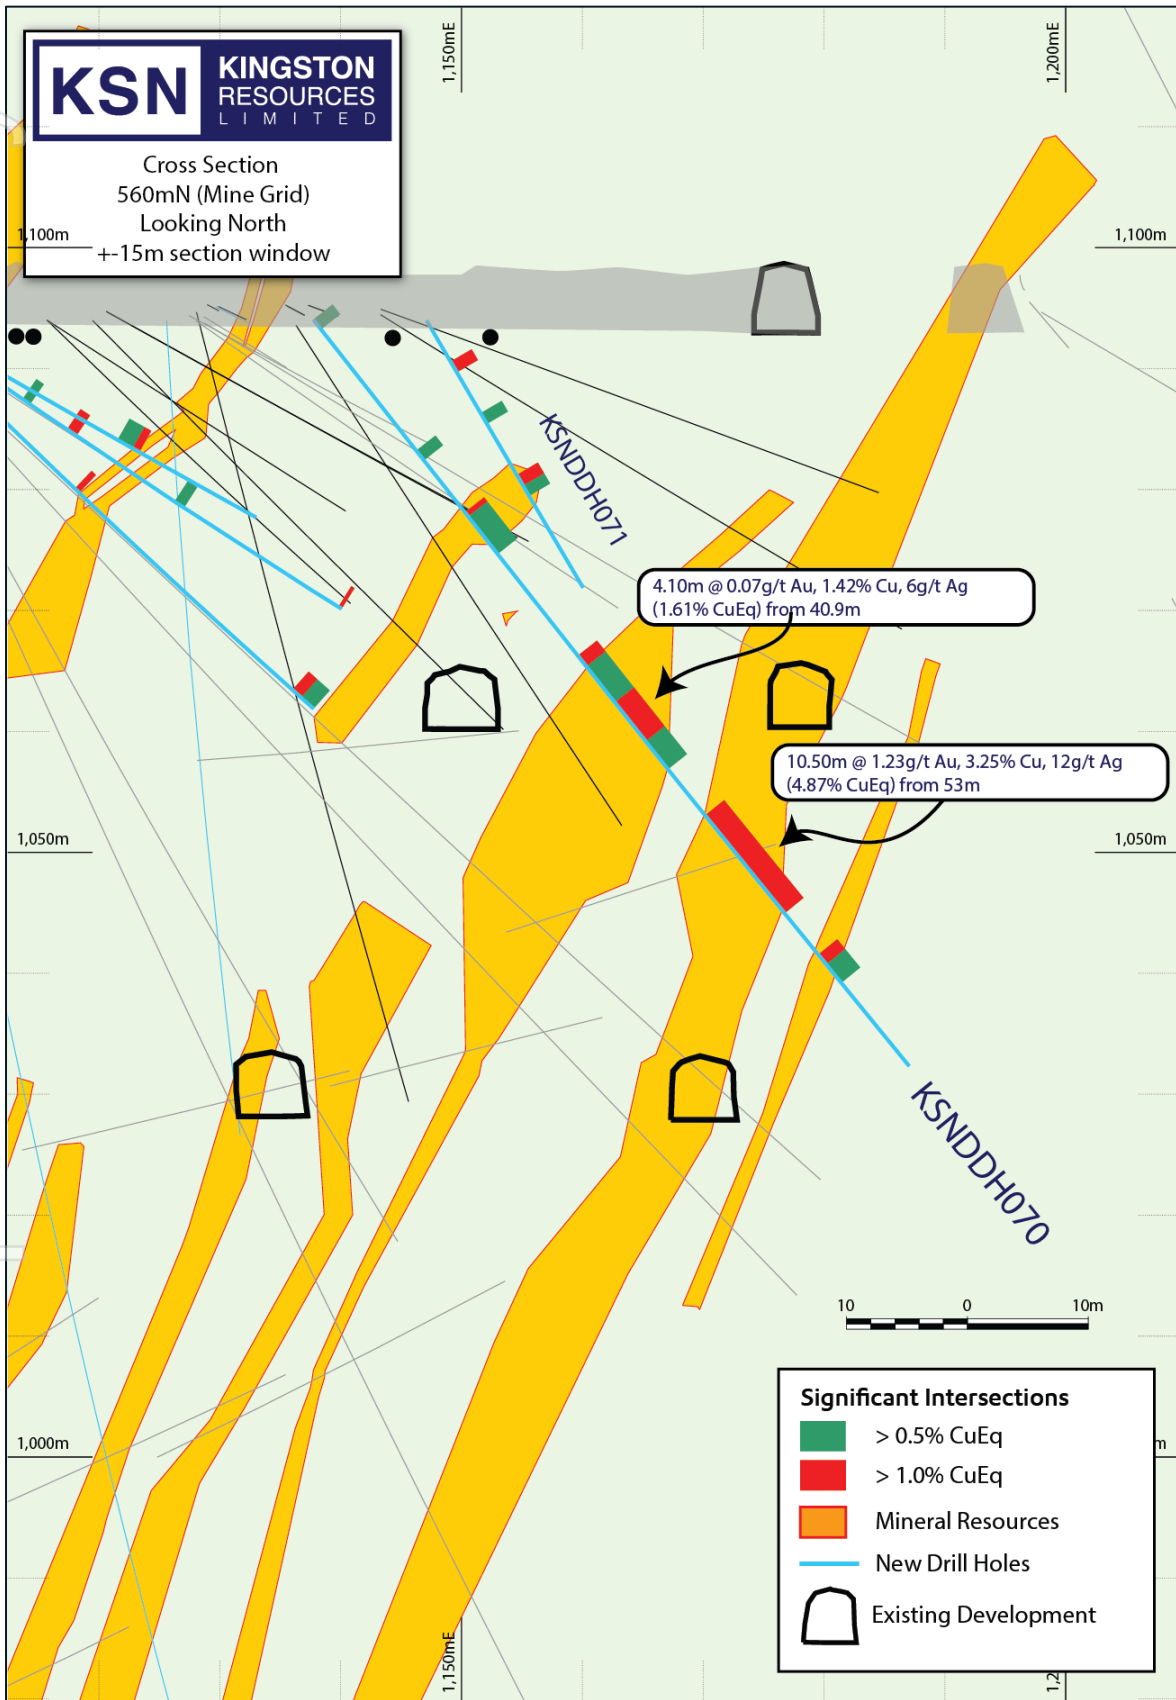 1,150mE
1,200mE
KSN
KINGSTON
RESOURCES
LIMITED
Cross Section
560mN (Mine Grid)
Looking North
+-15m section window
1,100m
1,100m
KSNDDH071
4.10m @ 0.07g/t Au, 1.42% Cu, 6g/t Ag
(1.61% CuEq) from 40.9m
10.50m @ 1.23g/t Au, 3.25% Cu, 12g/t Ag
(4.87% CuEq) from 53m
1,050m
1,050m
KSNDDH070
10 0 10m
Significant Intersections
> 0.5% CuEq
> 1.0% CuEq
Mineral Resources
New Drill Holes
Existing Development
1,000m
m
1,150mE
1,2